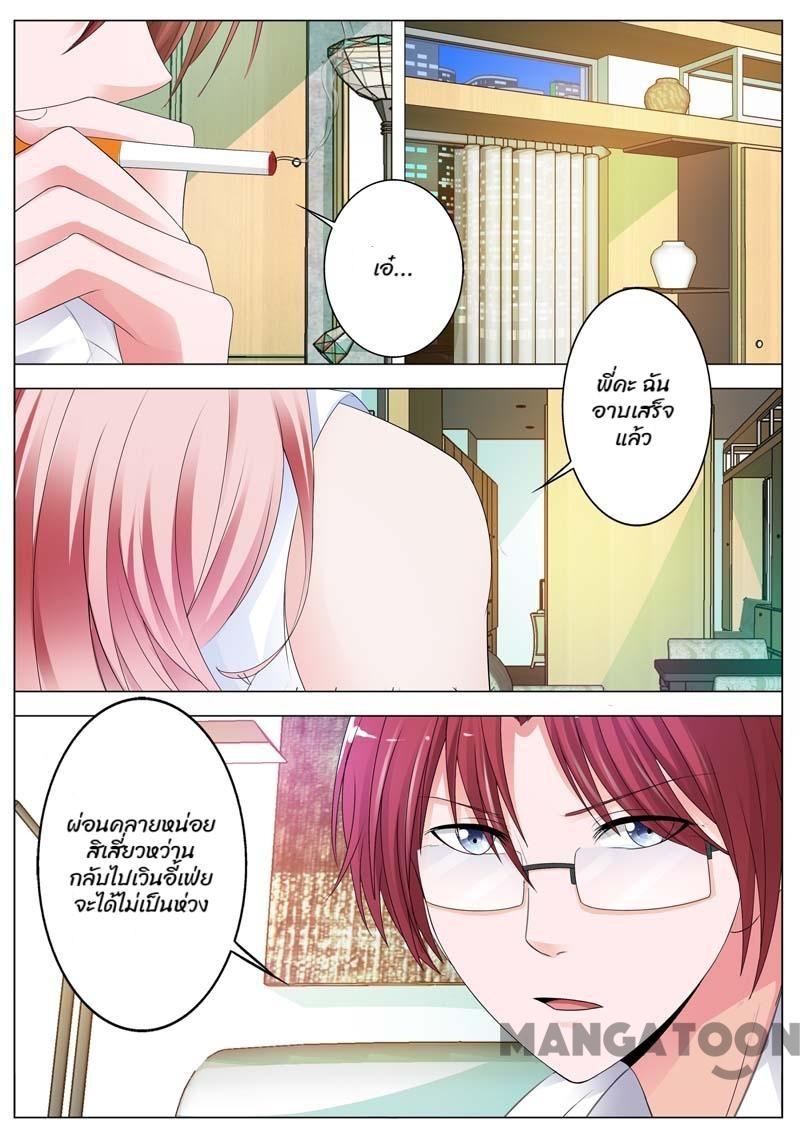 เอ๋...
พี่คะ ฉัน
อาบเสร็จ
แล้ว
ผ่อนคลายหน่อย
สิเสี่ยวหว่าน
กลับไปเวินอี้เฟ่ย
จะได้ไม่เป็นห่วง
MANGATOON